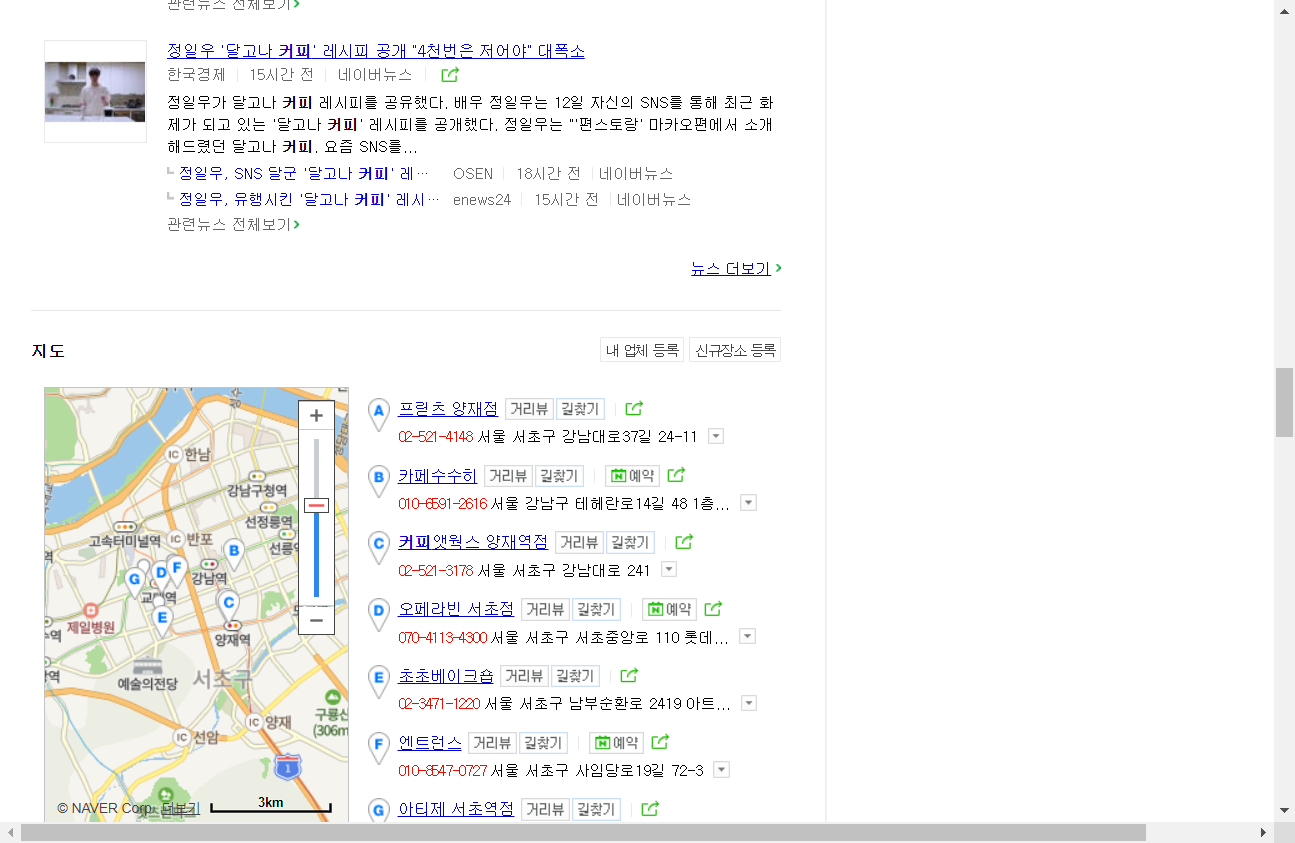 관련뉴스 전체보기
정일우 '달고나 커피' 레시피 공개 "4천번은 저어야" 대폭소
한국경제 15시간 전 네이버뉴스
정일우가 달고나 커피 레시피를 공유했다. 배우 정일우는 12일 자신의 SNS를 통해 최근 화
제가 되고 있는 '달고나 커피' 레시피를 공개했다. 정일우는 "'편스토랑' 마카오편에서 소개
해드렸던 달고나 커피. 요즘 SNS를...
정일우, SNS 달군 '달고나 커피' 레… OSEN 18시간 전 네이버뉴스
정일우, 유행시킨 '달고나 커피' 레시… enews24 15시간 전 네이버뉴스
관련뉴스 전체보기
뉴스 더보기
지도
내 업체 등록 신규장소 등록
A 프릳츠 양재점 거리뷰 길찾기
02-521-4148 서울 서초구 강남대로37길 24-11
B 카페수수히 거리뷰 길찾기 예약
010-6591-2616 서울 강남구 테헤란로14길 48 1층...
C 커피앳웍스 양재역점 거리뷰 길찾기
02-521-3178 서울 서초구 강남대로 241
D 오페라빈 서초점 거리뷰 길찾기 예약
070-4113-4300 서울 서초구 서초중앙로 110 롯데...
E 초초베이크숍 거리뷰 길찾기
02-3471-1220 서울 서초구 남부순환로 2419 아트...
F 엔트런스 거리뷰 길찾기 예약
010-8547-0727 서울 서초구 사임당로19길 72-3
G 아티제 서초역점 거리뷰 길찾기
IC 한남
강남구청역
선정릉역
고속터미널역
IC 반포
선릉
B
G D F
강남역
교대역
E
C
제일병원
양재역
예술의전당
서초구
구룡산
(306m
IC 양재
IC 선암
1
© NAVER Corp. 더보기
3km